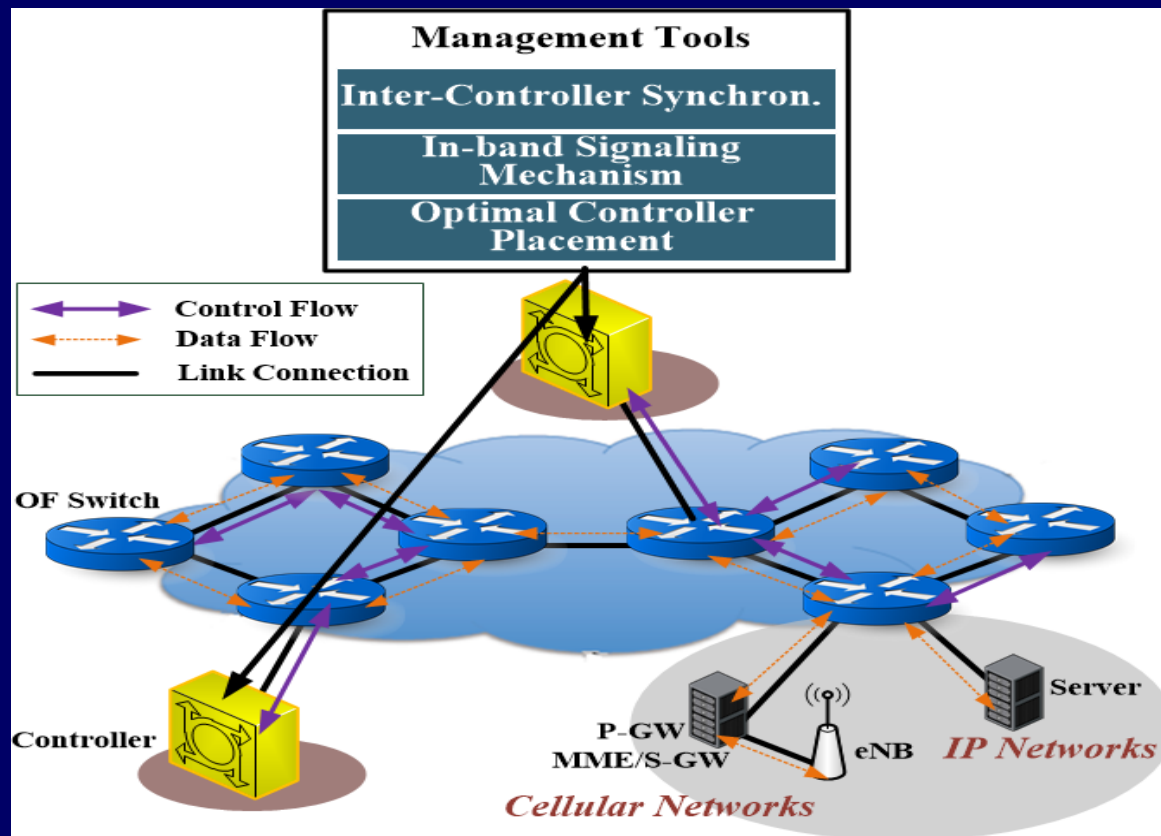 Management Tools
Inter-Controller Synchron.
In-band Signaling
Mechanism
Optimal Controller
Placement
Control Flow
Data Flow
Link Connection
OF Switch
Controller
Server
P-GW
MME/S-GW
eNB
IP Networks
Cellular Networks